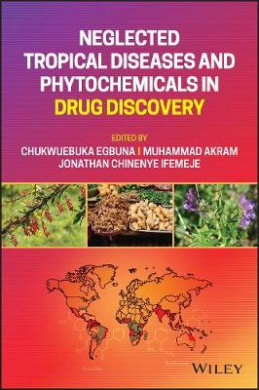 NEGLECTED
TROPICAL DISEASES AND
PHYTOCHEMICALS IN
DRUG DISCOVERY
EDITED BY
CHUKWUEBUKA EGBUNA | MUHAMMAD AKRAM
JONATHAN CHINENYE IFEMEJE
WILEY